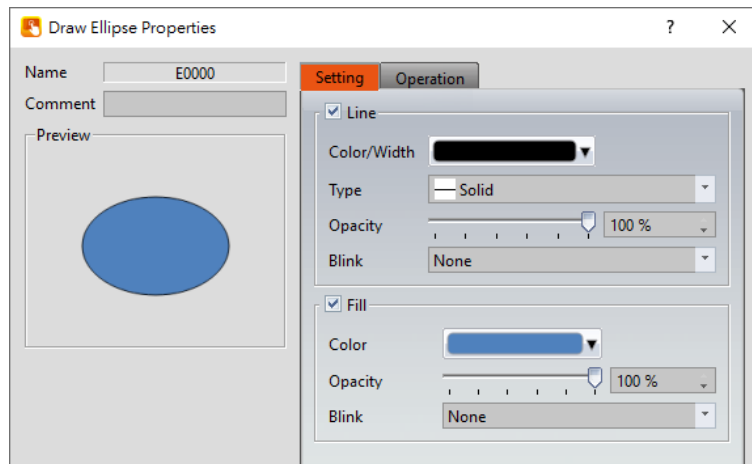 Draw Ellipse Properties
Name E0000
Comment
Preview
Setting Operation
Line
Color/Width
Type Solid
Opacity 100 %
Blink None
Fill
Color
Opacity 100 %
Blink None